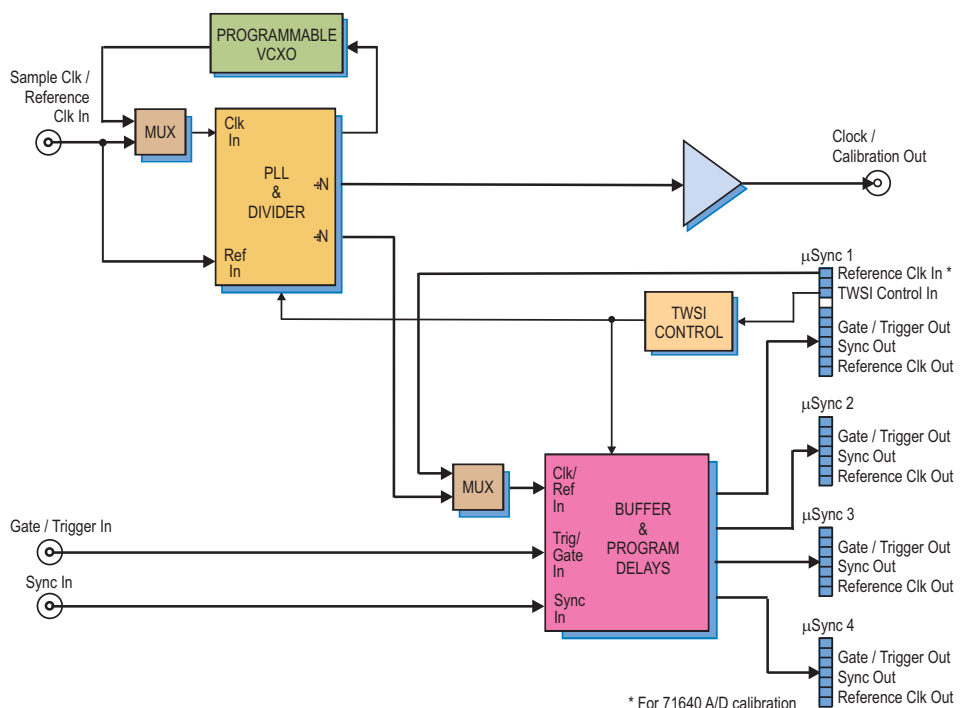 PROGRAMMABLE
VCXO
Sample Clk /
Reference
Clk In
MUX
Clk
In
PLL
&
DIVIDER
÷N
÷N
Ref
In
Clock /
Calibration Out
µSync 1
Reference Clk In *
TWSI Control In
Gate / Trigger Out
Sync Out
Reference Clk Out
TWSI
CONTROL
µSync 2
Gate / Trigger Out
Sync Out
Reference Clk Out
MUX
Clk/
Ref
In
Trig/
Gate
In
Sync
In
BUFFER
&
PROGRAM
DELAYS
Gate / Trigger In
Sync In
µSync 3
Gate / Trigger Out
Sync Out
Reference Clk Out
µSync 4
Gate / Trigger Out
Sync Out
Reference Clk Out
* For 71640 A/D calibration